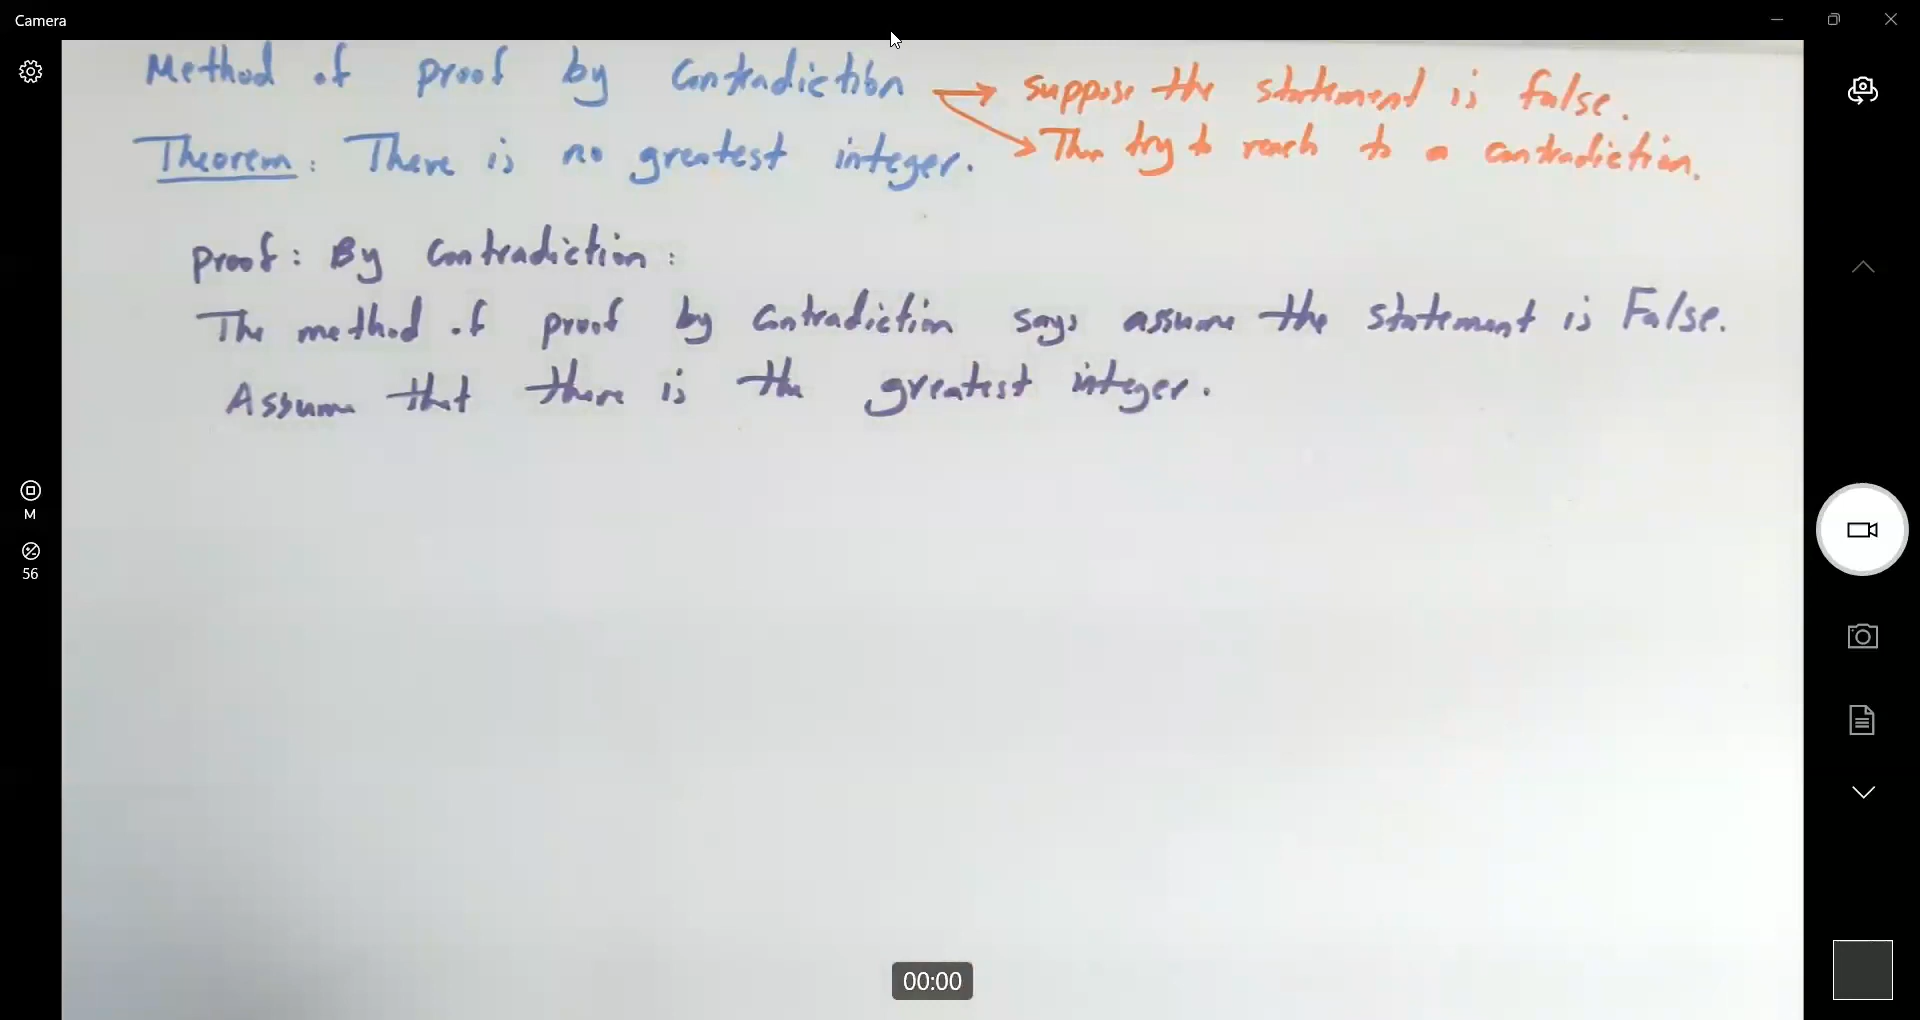 Camera
Method of proof by Contradiction → suppose the statement is false.
Theorem: There is no greatest integer. → Then try to reach to a contradiction.
proof: By Contradiction:
The method of proof by Contradiction says assume the statement is False.
Assume that there is the greatest integer.
M
56
00:00